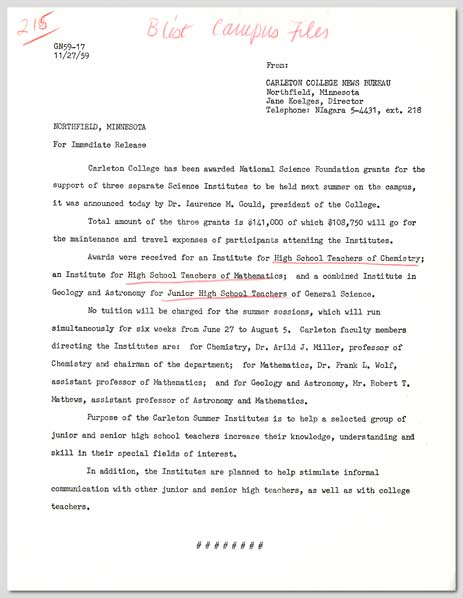 215
Blist Campus Files
GN59-17
11/27/59
From:
CARLETON COLLEGE NEWS BUREAU
Northfield, Minnesota
Jane Koelges, Director
Telephone: NIagara 5-4431, ext. 218
NORTHFIELD, MINNESOTA
For Immediate Release
Carleton College has been awarded National Science Foundation grants for the
support of three separate Science Institutes to be held next summer on the campus,
it was announced today by Dr. Laurence M. Gould, president of the College.
Total amount of the three grants is $141,000 of which $108,750 will go for
the maintenance and travel expenses of participants attending the Institutes.
Awards were received for an Institute for High School Teachers of Chemistry;
an Institute for High School Teachers of Mathematics; and a combined Institute in
Geology and Astronomy for Junior High School Teachers of General Science.
No tuition will be charged for the summer sessions, which will run
simultaneously for six weeks from June 27 to August 5. Carleton faculty members
directing the Institutes are: for Chemistry, Dr. Arild J. Miller, professor of
Chemistry and chairman of the department; for Mathematics, Dr. Frank L. Wolf,
assistant professor of Mathematics; and for Geology and Astronomy, Mr. Robert T.
Mathews, assistant professor of Astronomy and Mathematics.
Purpose of the Carleton Summer Institutes is to help a selected group of
junior and senior high school teachers increase their knowledge, understanding and
skill in their special fields of interest.
In addition, the Institutes are planned to help stimulate informal
communication with other junior and senior high teachers, as well as with college
teachers.
# # # # # # # #